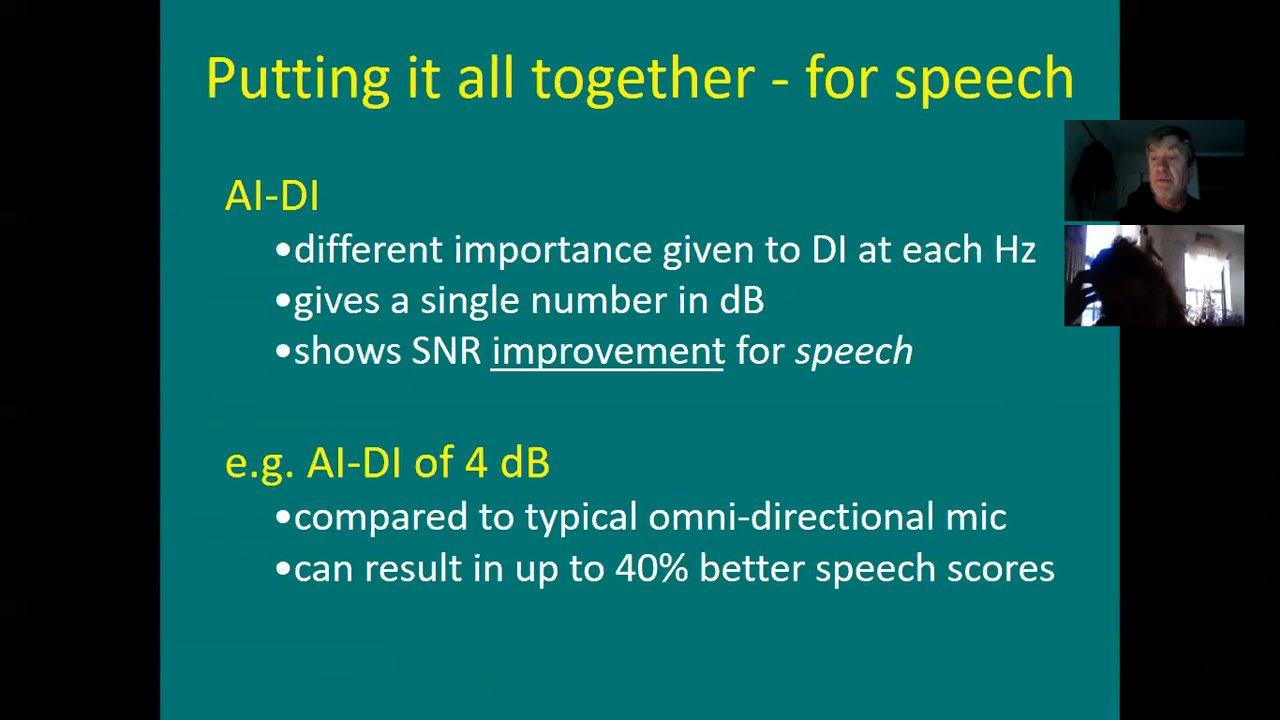 Putting it all together - for speech
AI-DI
•different importance given to DI at each Hz
•gives a single number in dB
•shows SNR improvement for speech
e.g. AI-DI of 4 dB
•compared to typical omni-directional mic
•can result in up to 40% better speech scores